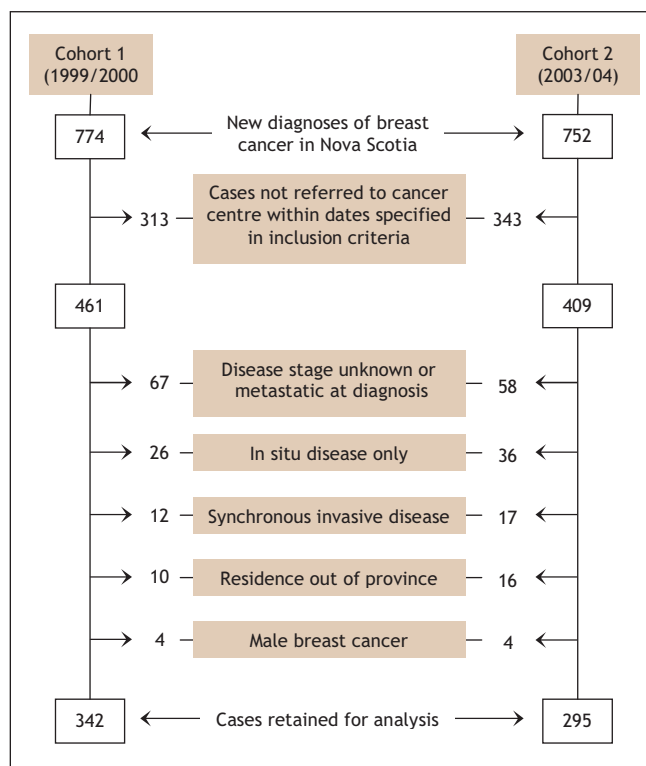 Cohort 1
(1999/2000
Cohort 2
(2003/04)
774
New diagnoses of breast
cancer in Nova Scotia
752
313
Cases not referred to cancer
centre within dates specified
in inclusion criteria
343
461
409
67
Disease stage unknown or
metastatic at diagnosis
58
26
In situ disease only
36
12
Synchronous invasive disease
17
10
Residence out of province
16
4
Male breast cancer
4
342
Cases retained for analysis
295